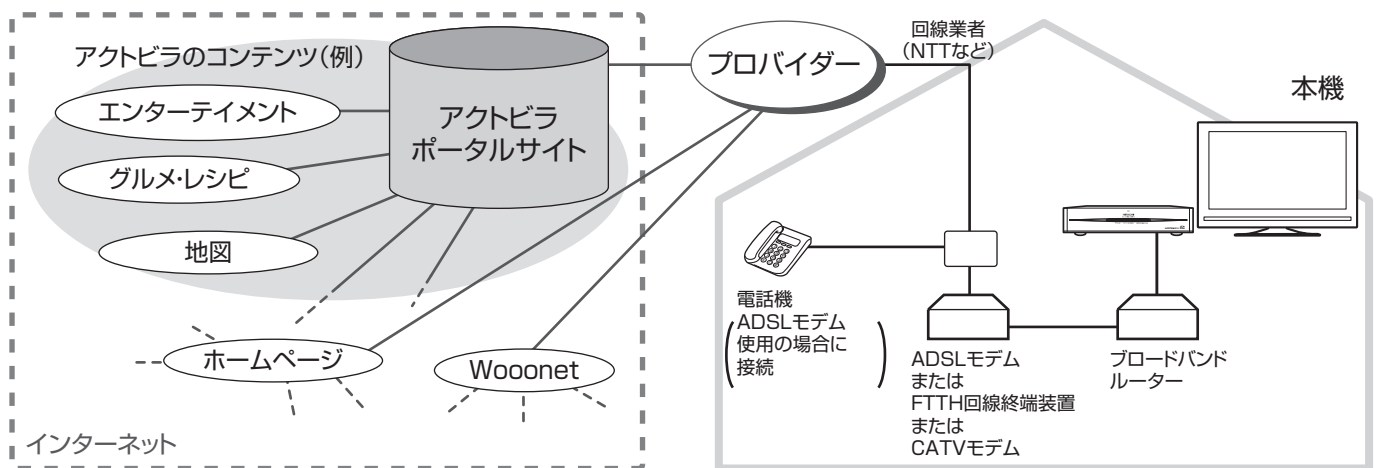 アクトビラのコンテンツ(例)
エンターテイメント
グルメ・レシピ
地図
アクトビラ
ポータルサイト
ホームページ
Wooonet
インターネット
プロバイダー
回線業者
(NTTなど)
本機
電話機
ADSLモデム
使用の場合に
接続
ADSLモデム
または
FTTH回線終端装置
または
CATVモデム
ブロードバンド
ルーター